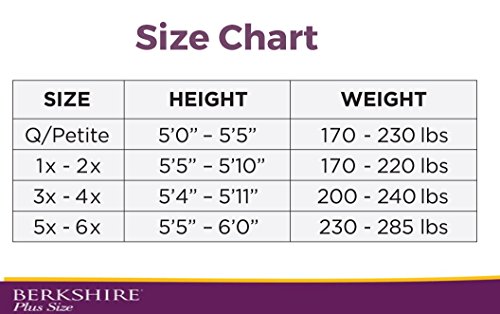 Size Chart
SIZE HEIGHT WEIGHT
Q/Petite 5'0” – 5'5” 170 - 230 lbs
1x - 2x 5'5” – 5'10” 170 - 220 lbs
3x - 4x 5'4” – 5'11” 200 - 240 lbs
5x - 6x 5'5” – 6'0” 230 - 285 lbs
BERKSHIRE®
Plus Size